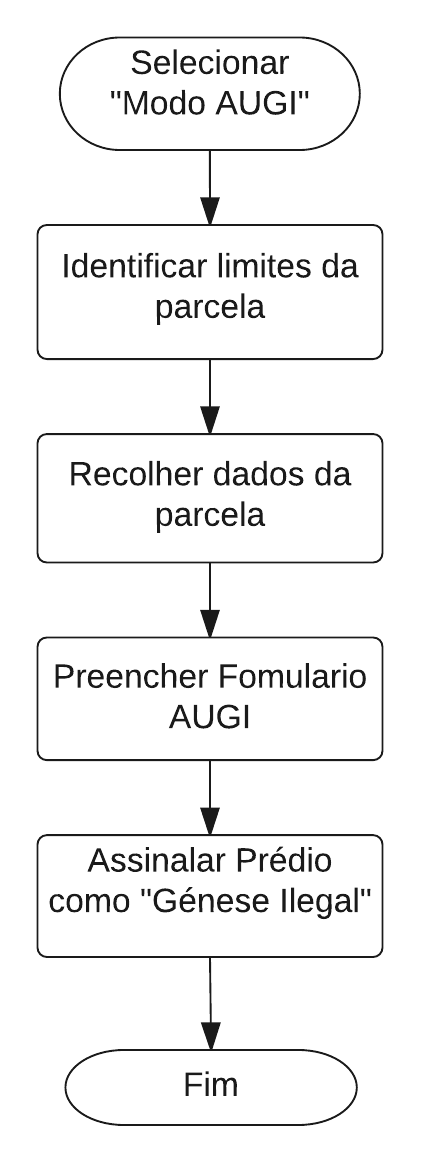 Selecionar
"Modo AUGI"
Identificar limites da
parcela
Recolher dados da
parcela
Preencher Fomulario
AUGI
Assinalar Prédio
como "Génese Ilegal"
Fim